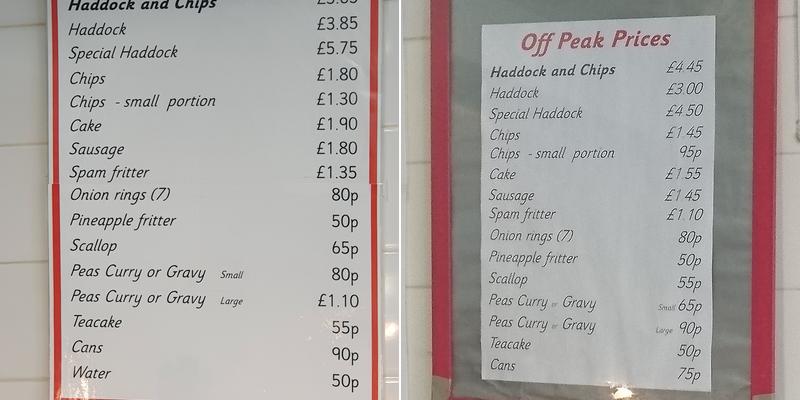 Haddock and Chips
Haddock £3.85
Special Haddock £5.75
Chips £1.80
Chips - small portion £1.30
Cake £1.90
Sausage £1.80
Spam fritter £1.35
Onion rings (7) 80p
Pineapple fritter 50p
Scallop 65p
Peas Curry or Gravy Small 80p
Peas Curry or Gravy Large £1.10
Teacake 55p
Cans 90p
Water 50p
Off Peak Prices
Haddock and Chips £4.45
Haddock £3.00
Special Haddock £4.50
Chips £1.45
Chips - small portion 95p
Cake £1.55
Sausage £1.45
Spam fritter £1.10
Onion rings (7) 80p
Pineapple fritter 50p
Scallop 55p
Peas Curry or Gravy Small 65p
Peas Curry or Gravy Large 90p
Teacake 50p
Cans 75p